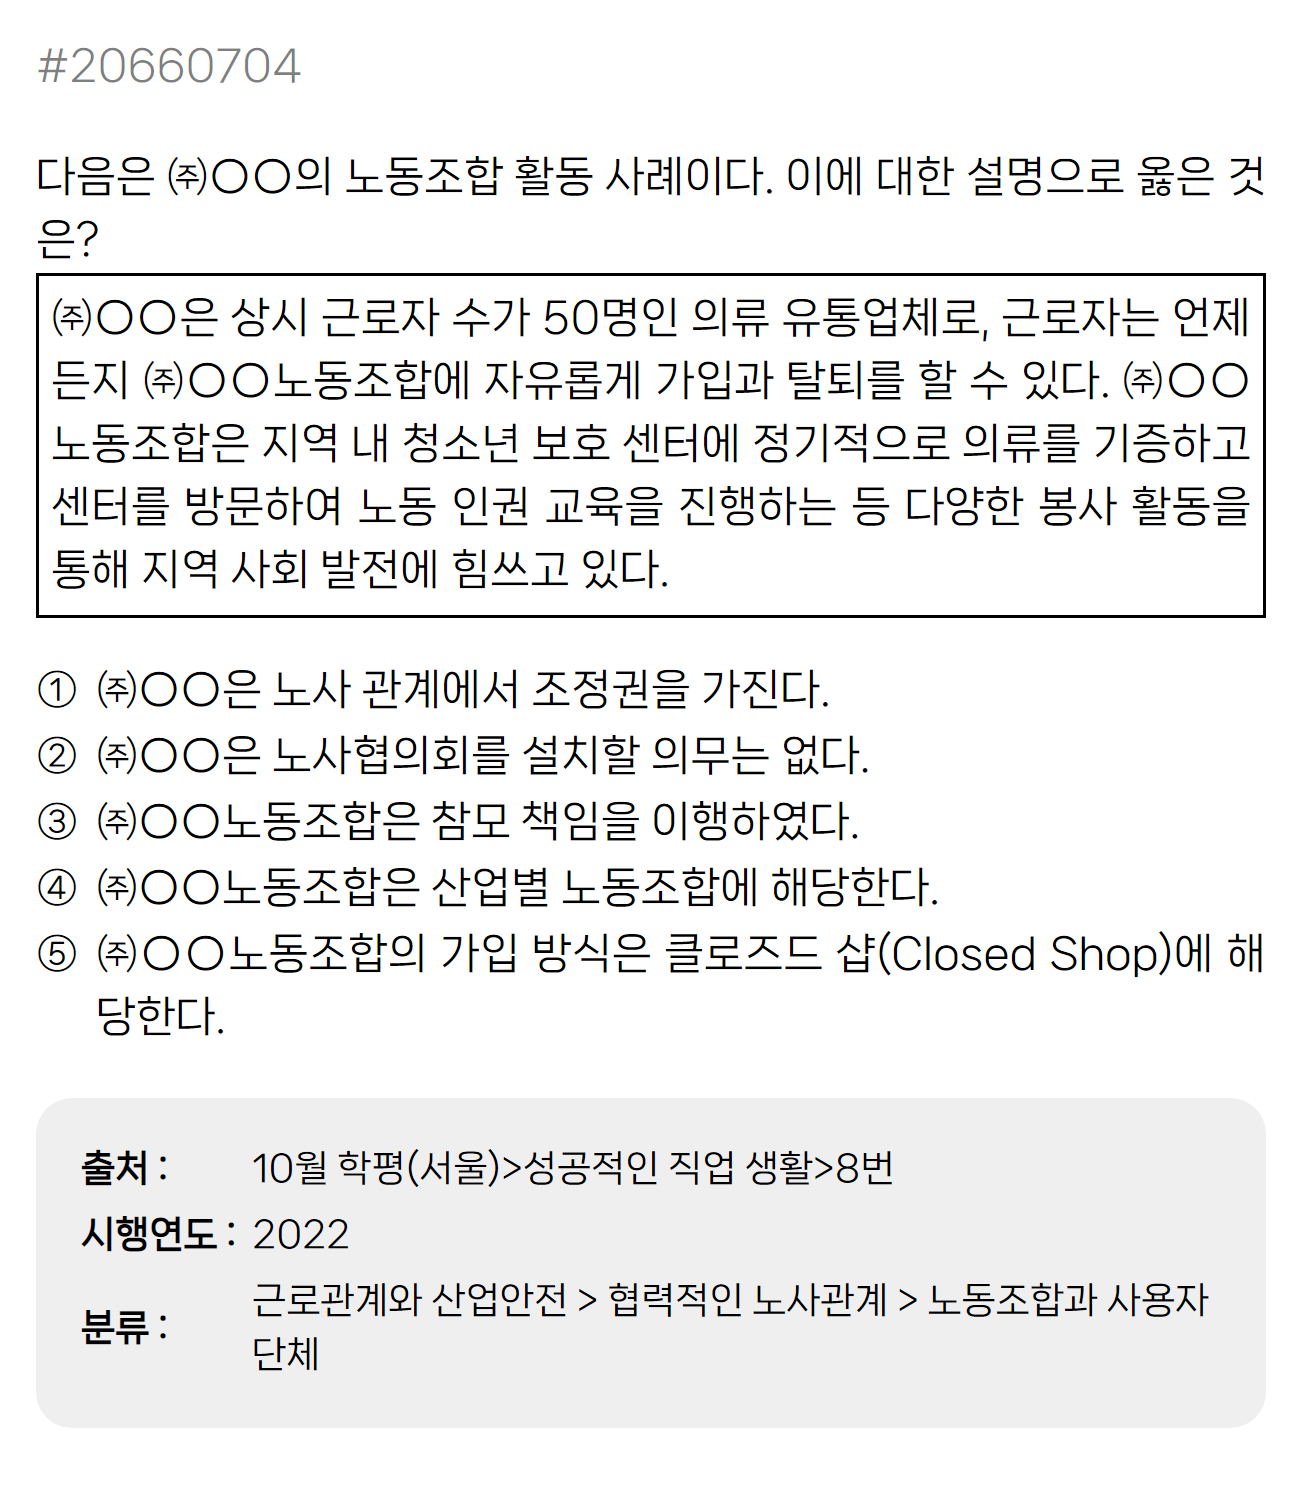 #20660704
다음은 ㈜○○의 노동조합 활동 사례이다. 이에 대한 설명으로 옳은 것
은?
㈜○○은 상시 근로자 수가 50명인 의류 유통업체로, 근로자는 언제
든지 ㈜○○노동조합에 자유롭게 가입과 탈퇴를 할 수 있다. ㈜○○
노동조합은 지역 내 청소년 보호 센터에 정기적으로 의류를 기증하고
센터를 방문하여 노동 인권 교육을 진행하는 등 다양한 봉사 활동을
통해 지역 사회 발전에 힘쓰고 있다.
① ㈜○○은 노사 관계에서 조정권을 가진다.
② ㈜○○은 노사협의회를 설치할 의무는 없다.
③ ㈜○○노동조합은 참모 책임을 이행하였다.
④ ㈜○○노동조합은 산업별 노동조합에 해당한다.
⑤ ㈜○○노동조합의 가입 방식은 클로즈드 샵(Closed Shop)에 해
당한다.
출처 : 10월 학평(서울)>성공적인 직업 생활>8번
시행연도 : 2022
분류 : 근로관계와 산업안전 > 협력적인 노사관계 > 노동조합과 사용자
단체